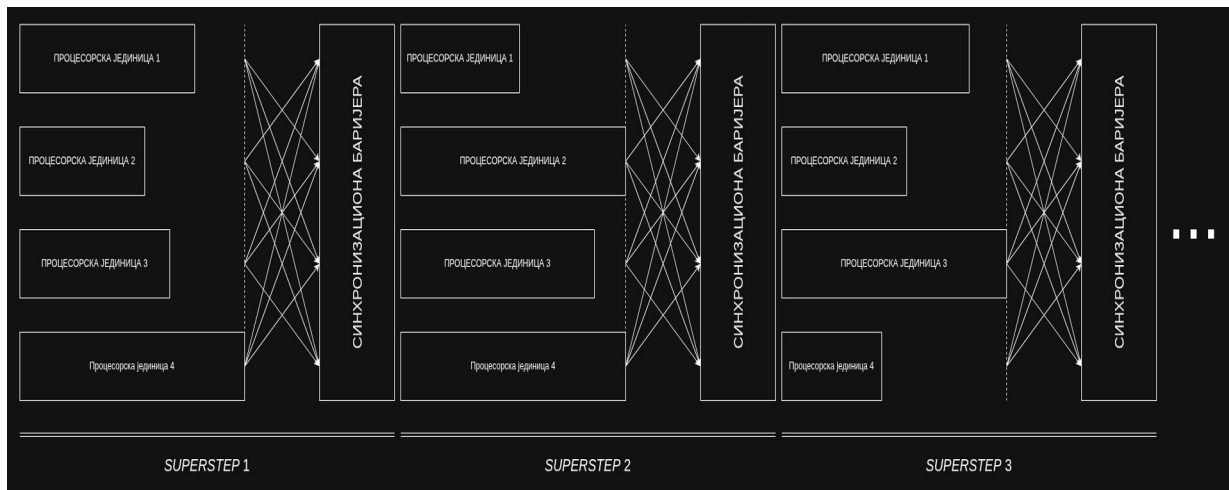 ПРОЦЕСОРСКА ЈЕДИНИЦА 1
ПРОЦЕСОРСКА ЈЕДИНИЦА 2
ПРОЦЕСОРСКА ЈЕДИНИЦА 3
Процесорска јединица 4
СИНХРОНИЗАЦИОНА БАРИЈЕРА
SUPERSTEP 1
ПРОЦЕСОРСКА ЈЕДИНИЦА 1
ПРОЦЕСОРСКА ЈЕДИНИЦА 2
ПРОЦЕСОРСКА ЈЕДИНИЦА 3
Процесорска јединица 4
СИНХРОНИЗАЦИОНА БАРИЈЕРА
SUPERSTEP 2
ПРОЦЕСОРСКА ЈЕДИНИЦА 1
ПРОЦЕСОРСКА ЈЕДИНИЦА 2
ПРОЦЕСОРСКА ЈЕДИНИЦА 3
Процесорска јединица 4
СИНХРОНИЗАЦИОНА БАРИЈЕРА
SUPERSTEP 3
...